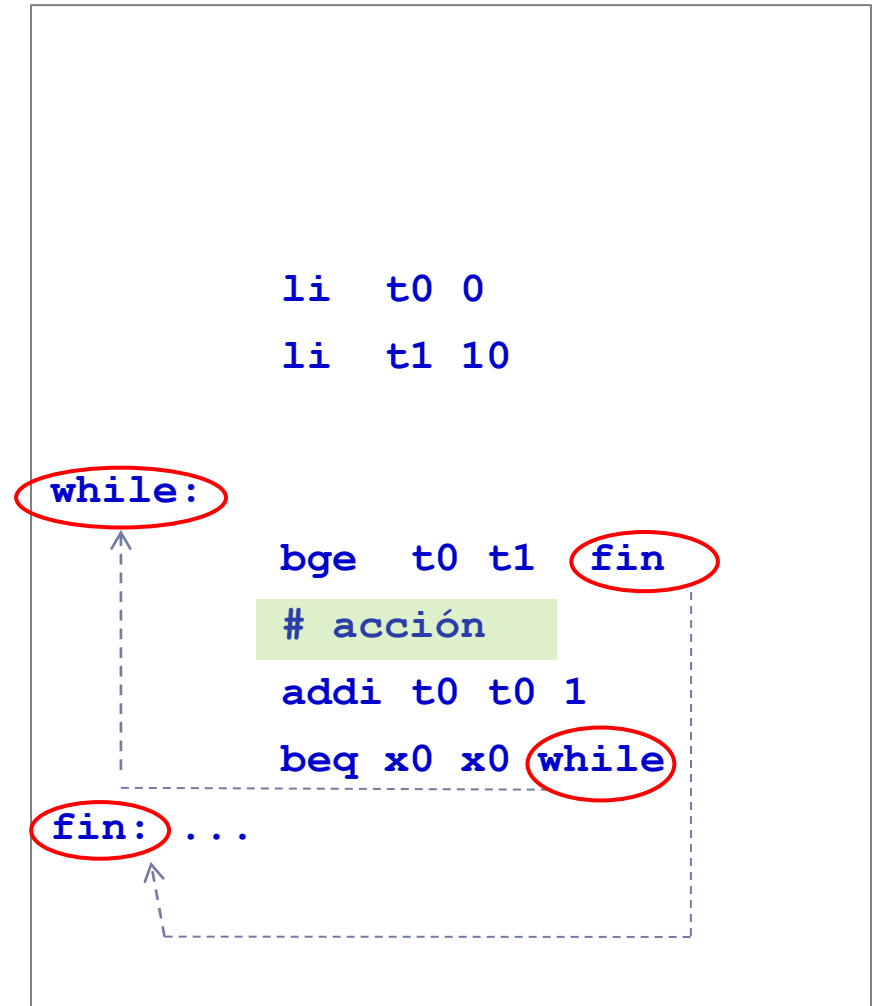 li t0 0
li t1 10
while:
bge t0 t1 fin
# acción
addi t0 t0 1
beq x0 x0 while
fin: ...